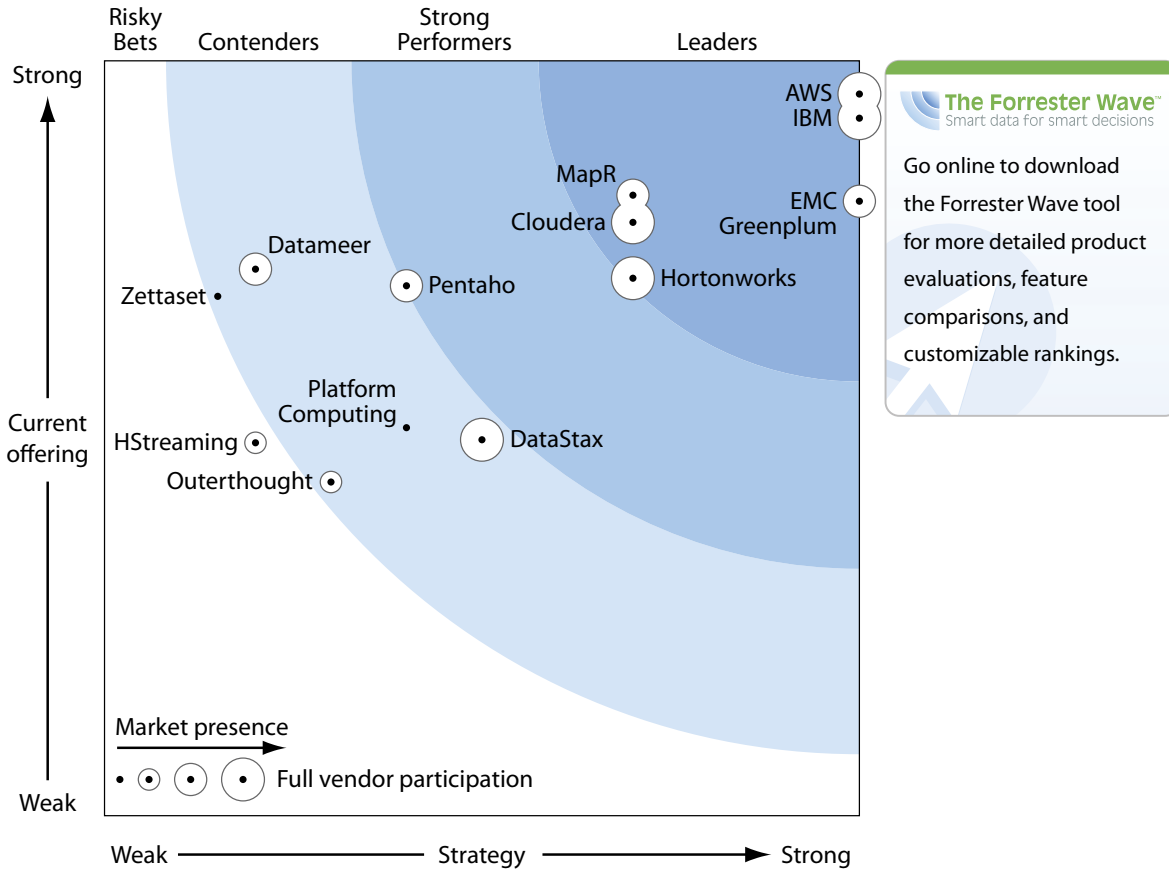 Risky
Bets
Contenders
Strong
Performers
Leaders
Strong
Current
offering
Weak
AWS
IBM
MapR
Cloudera
EMC
Greenplum
Datameer
Zettaset
Pentaho
Hortonworks
Platform
Computing
HStreaming
DataStax
Outerthought
Market presence
Full vendor participation
Weak
Strategy
Strong
The Forrester Wave™
Smart data for smart decisions
Go online to download
the Forrester Wave tool
for more detailed product
evaluations, feature
comparisons, and
customizable rankings.